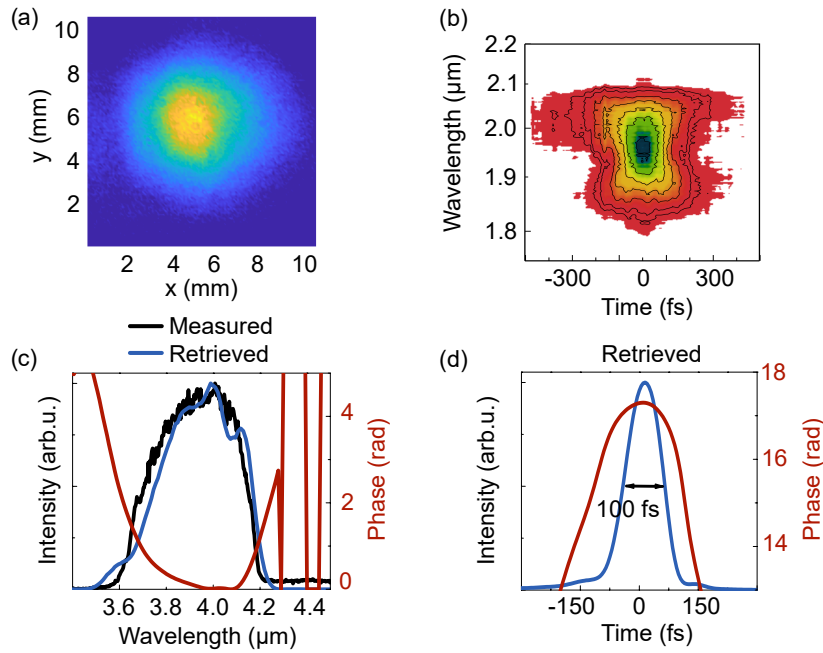 (a)
10
8
6
4
2
y (mm)
2 4 6 8 10
x (mm)
(b)
2.2
2.1
2.0
1.9
1.8
Wavelength (μm)
-300 0 300
Time (fs)
Measured
Retrieved
(c)
Intensity (arb.u.)
4
2
0
Phase (rad)
3.6 3.8 4.0 4.2 4.4
Wavelength (μm)
(d)
Retrieved
Intensity (arb.u.)
100 fs
18
16
14
Phase (rad)
-150 0 150
Time (fs)